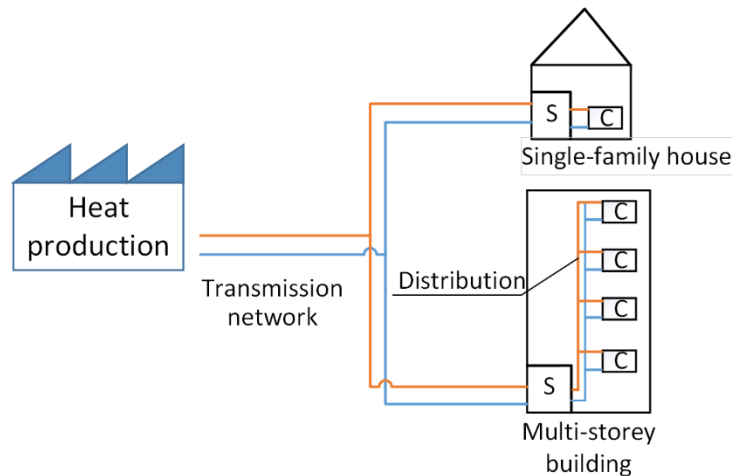 Heat
production
Transmission
network
S
C
Single-family house
Distribution
C
C
C
C
S
Multi-storey
building